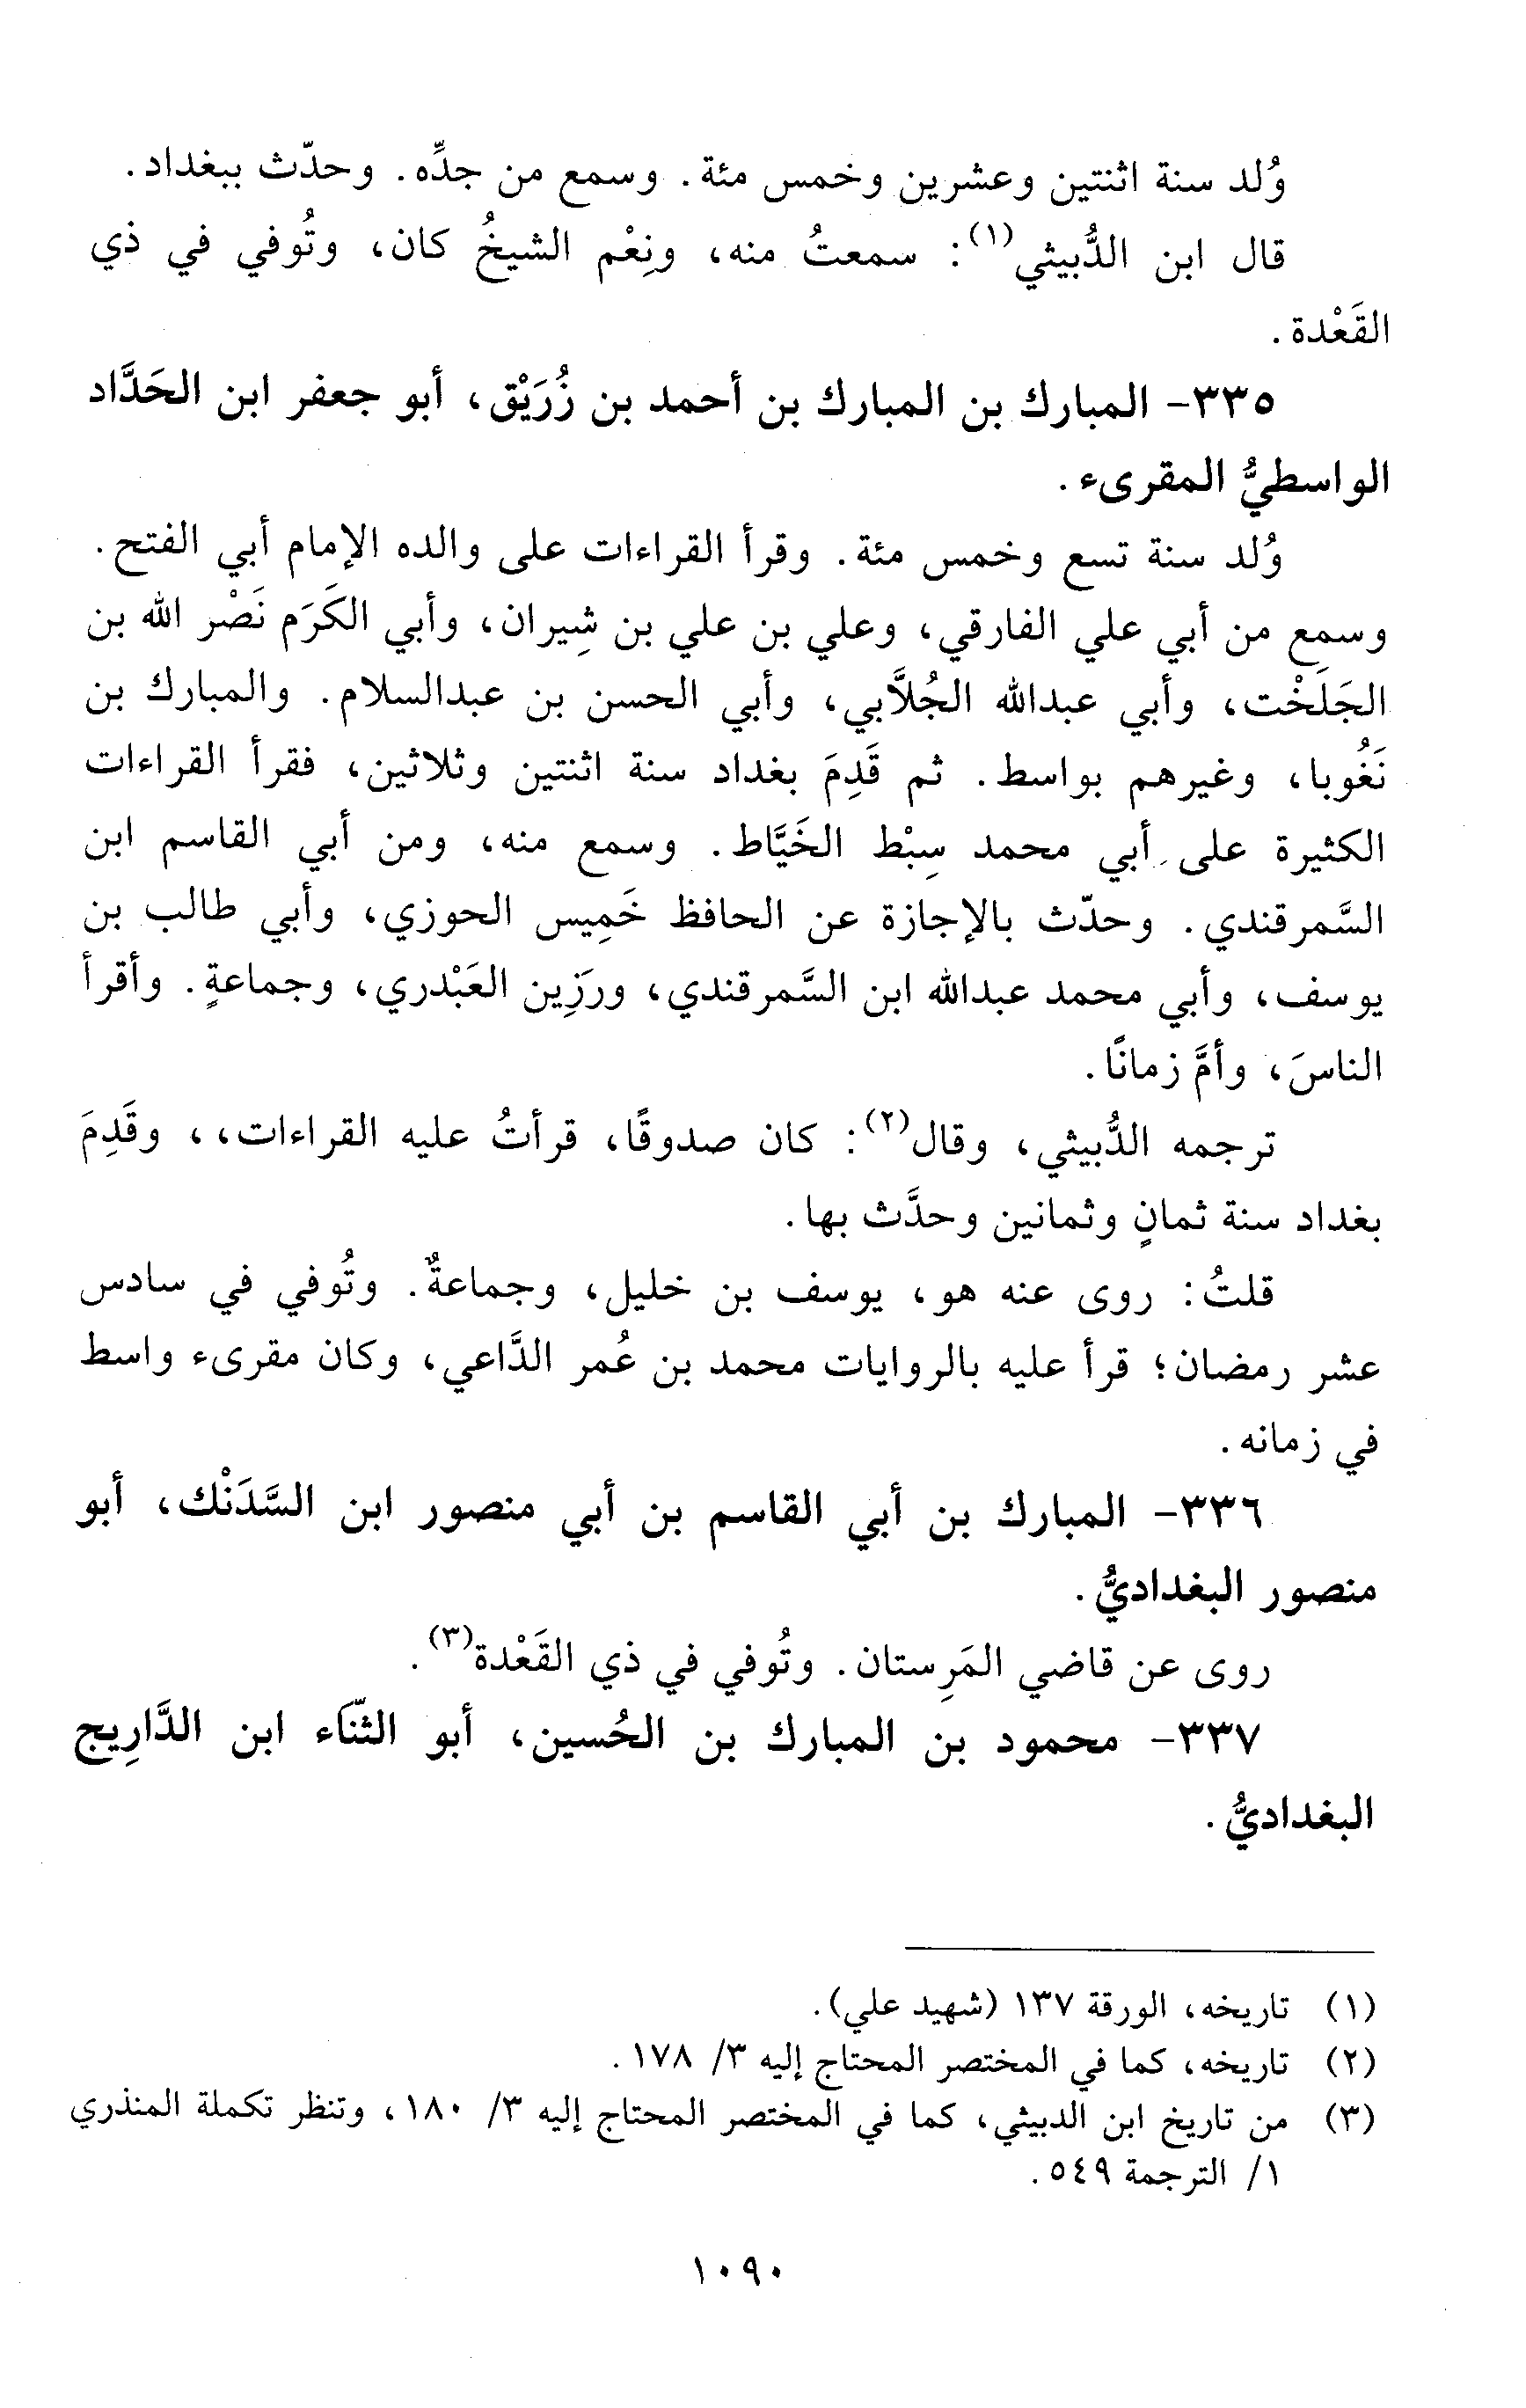 وُلد سنة اثنتين وعشرين وخمس مئة. وسمع من جدِّه. وحدّث ببغداد.
قال ابن الدُّبيثي(١): سمعتُ منه، ونِعْم الشيخُ كان، وتُوفي في ذي
القَعْدة.
٣٣٥- المبارك بن المبارك بن أحمد بن زُرَيْق، أبو جعفر ابن الحَدَّاد
الواسطيُّ المقرىء.
وُلد سنة تسع وخمس مئة. وقرأ القراءات على والده الإمام أبي الفتح.
وسمع من أبي علي الفارقي، وعلي بن علي بن شِيران، وأبي الكَرَم نَصْر الله بن
الجَلَخْت، وأبي عبدالله الجُلاَّبي، وأبي الحسن بن عبدالسلام. والمبارك بن
نَغُوبا، وغيرهم بواسط. ثم قَدِمَ بغداد سنة اثنتين وثلاثين، فقرأ القراءات
الكثيرة على أبي محمد سِبْط الخَيَّاط. وسمع منه، ومن أبي القاسم ابن
السَّمرقندي. وحدّث بالإجازة عن الحافظ خَمِيس الحوزي، وأبي طالب بن
يوسف، وأبي محمد عبدالله ابن السَّمرقندي، ورَزِين العَبْدري، وجماعةٍ. وأقرأ
الناسَ، وأمَّ زمانًا.
ترجمه الدُّبيثي، وقال(٢): كان صدوقًا، قرأتُ عليه القراءات،، وقَدِمَ
بغداد سنة ثمانٍ وثمانين وحدَّث بها.
قلتُ: روى عنه هو، يوسف بن خليل، وجماعةٌ. وتُوفي في سادس
عشر رمضان؛ قرأ عليه بالروايات محمد بن عُمر الدَّاعي، وكان مقرىء واسط
في زمانه.
٣٣٦- المبارك بن أبي القاسم بن أبي منصور ابن السَّدَنْك، أبو
منصور البغداديُّ.
روى عن قاضي المَرِستان. وتُوفي في ذي القَعْدة(٣).
٣٣٧- محمود بن المبارك بن الحُسين، أبو الثّناء ابن الدَّارِيج
البغداديُّ.
(١) تاريخه، الورقة ١٣٧ (شهيد علي).
(٢) تاريخه، كما في المختصر المحتاج إليه ٣/ ١٧٨.
(٣) من تاريخ ابن الدبيثي، كما في المختصر المحتاج إليه ٣/ ١٨٠، وتنظر تكملة المنذري
١/ الترجمة ٥٤٩.
١٠٩٠